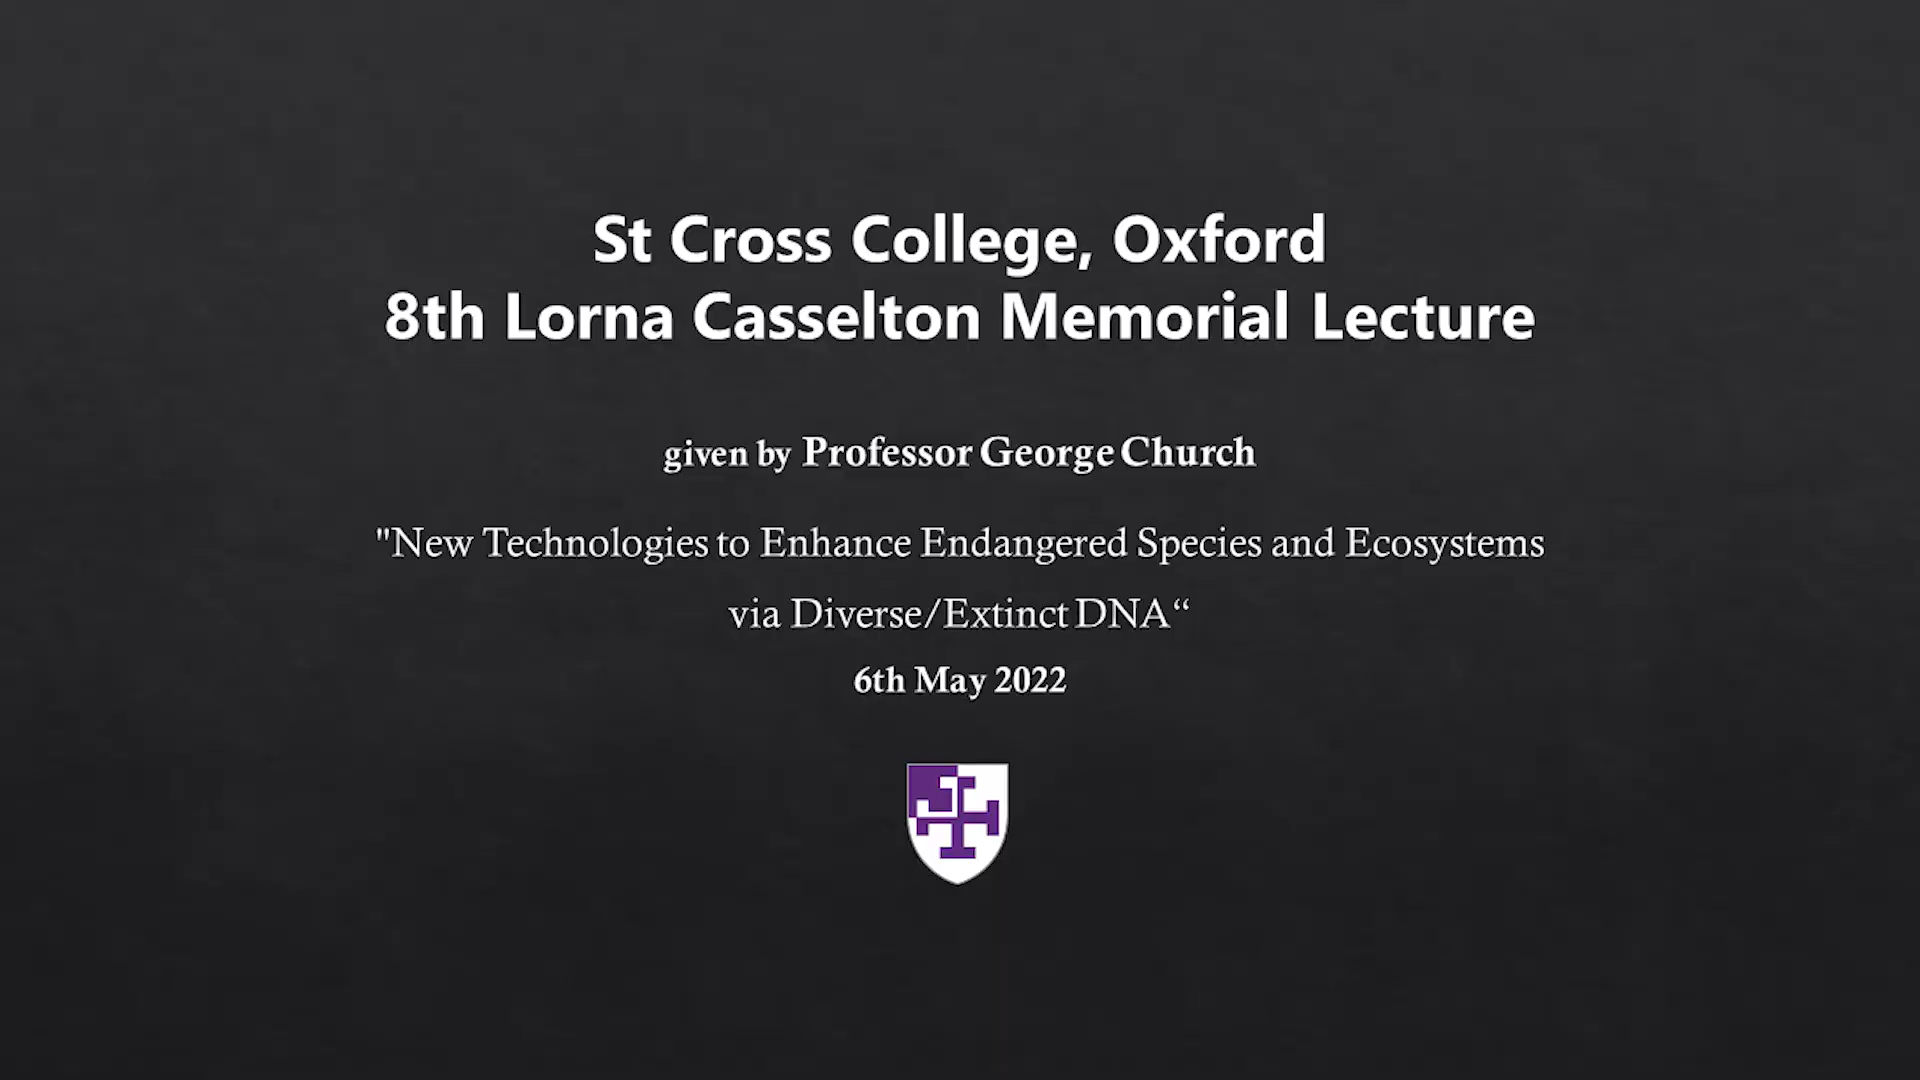 St Cross College, Oxford
8th Lorna Casselton Memorial Lecture
given by Professor George Church
"New Technologies to Enhance Endangered Species and Ecosystems
via Diverse/Extinct DNA“
6th May 2022